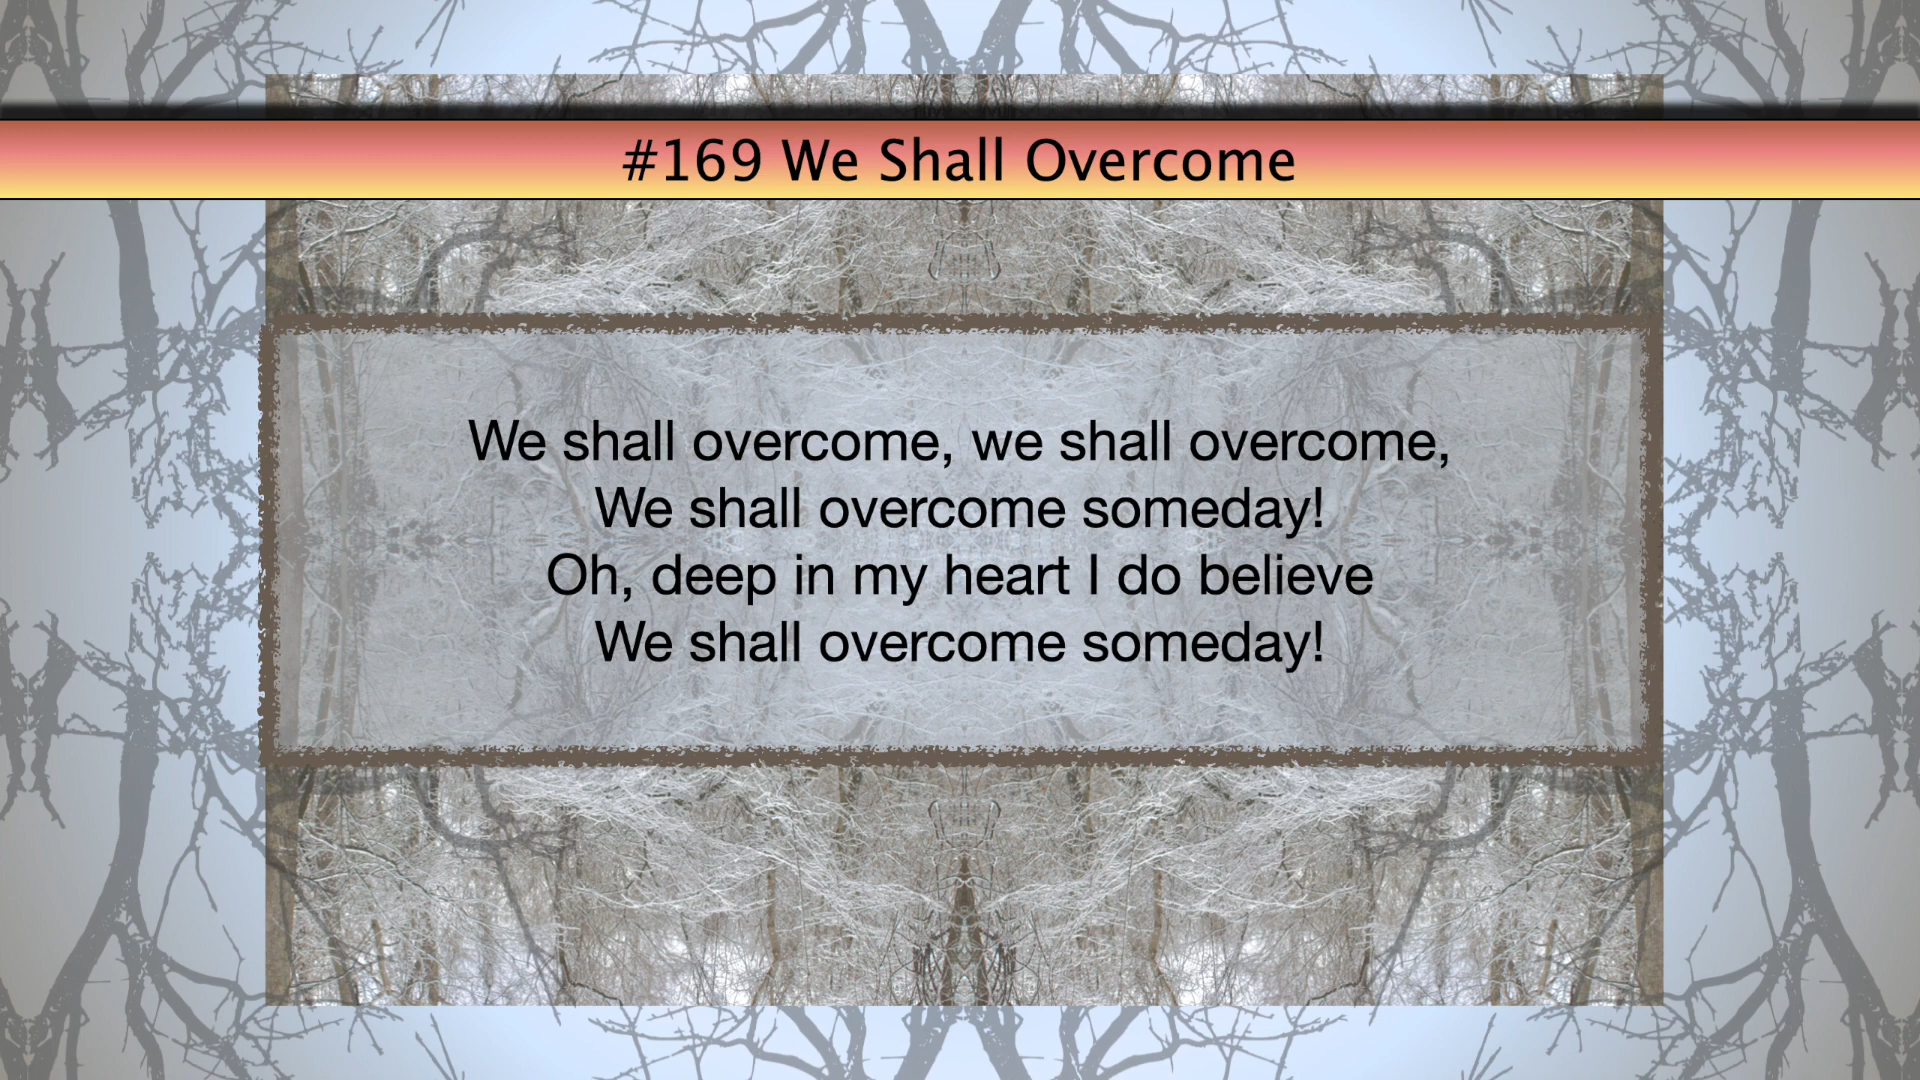 #169 We Shall Overcome
We shall overcome, we shall overcome,
We shall overcome someday!
Oh, deep in my heart I do believe
We shall overcome someday!